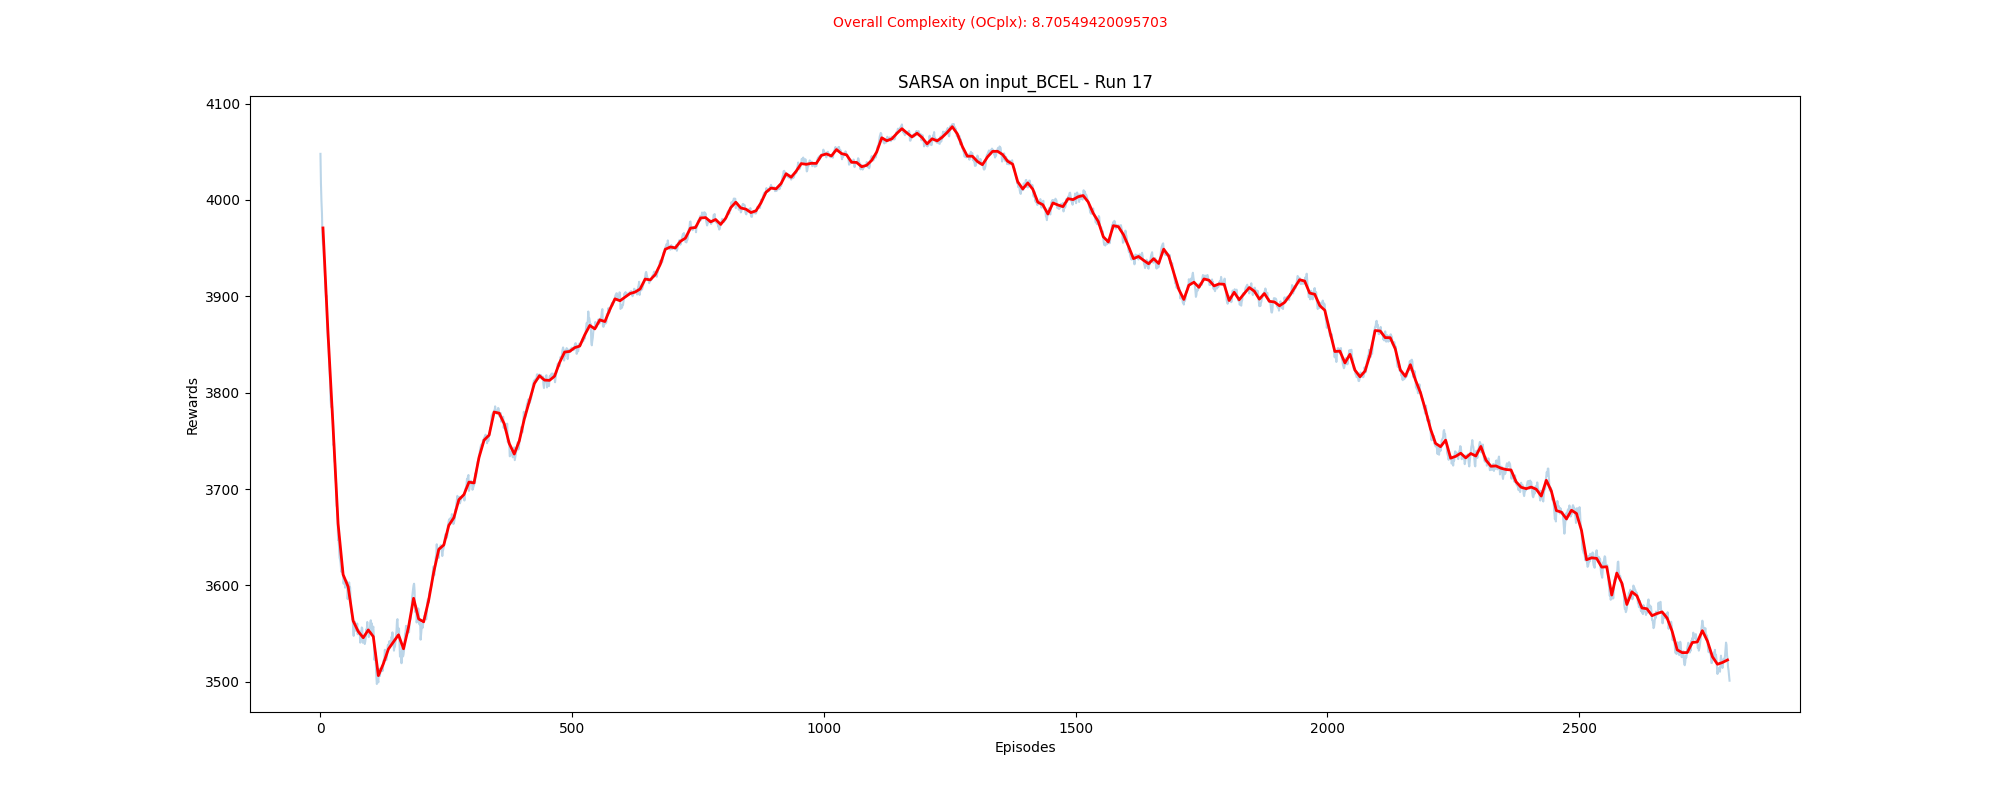 Overall Complexity (OCplx): 8.70549420095703
SARSA on input_BCEL - Run 17
4100
4000
3900
3800
3700
3600
3500
Rewards
0 500 1000 1500 2000 2500
Episodes